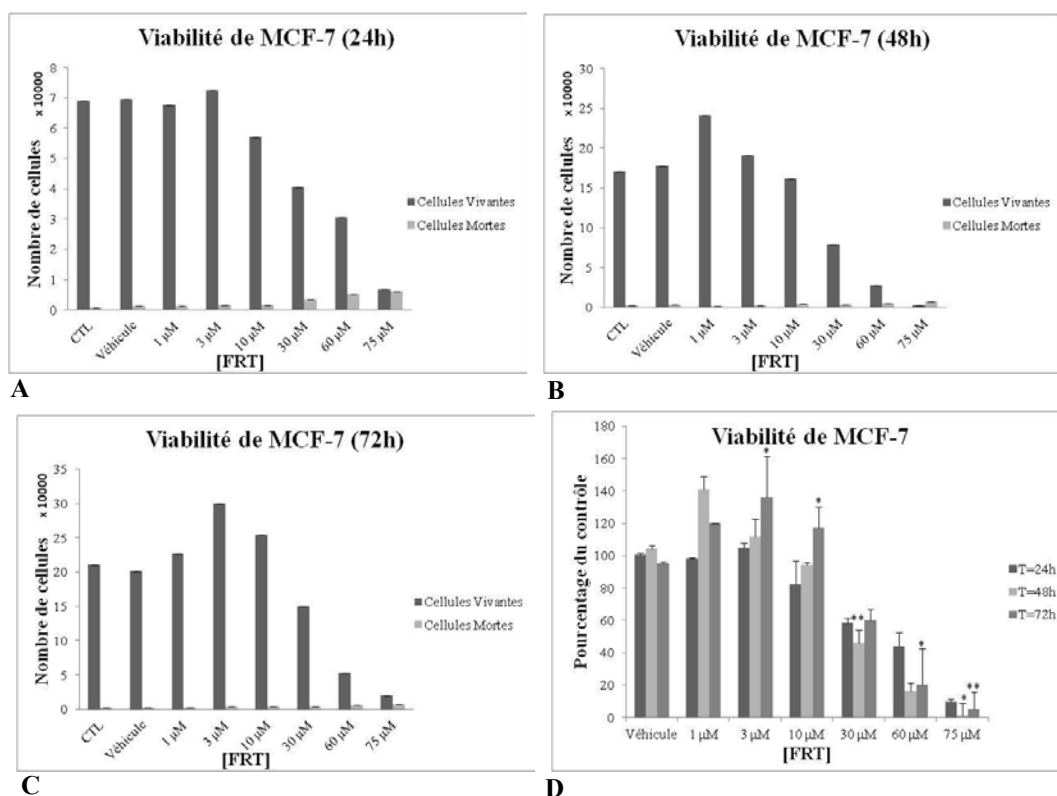 Viabilité de MCF-7 (24h)
x 10000
Nombre de cellules
8
7
6
5
4
3
2
1
0
CTL
Véhicule
1 µM
3 µM
10 µM
30 µM
60 µM
75 µM
[FRT]
Cellules Vivantes
Cellules Mortes
A
Viabilité de MCF-7 (48h)
x 10000
Nombre de cellules
30
25
20
15
10
5
0
CTL
Véhicule
1 µM
3 µM
10 µM
30 µM
60 µM
75 µM
[FRT]
Cellules Vivantes
Cellules Mortes
B
Viabilité de MCF-7 (72h)
x 10000
Nombre de cellules
35
30
25
20
15
10
5
0
CTL
Véhicule
1 µM
3 µM
10 µM
30 µM
60 µM
75 µM
[FRT]
Cellules Vivantes
Cellules Mortes
C
Viabilité de MCF-7
Pourcentage du contrôle
180
160
140
120
100
80
60
40
20
0
*
*
**
*
*
**
Véhicule
1 µM
3 µM
10 µM
30 µM
60 µM
75 µM
[FRT]
T=24h
T=48h
T=72h
D